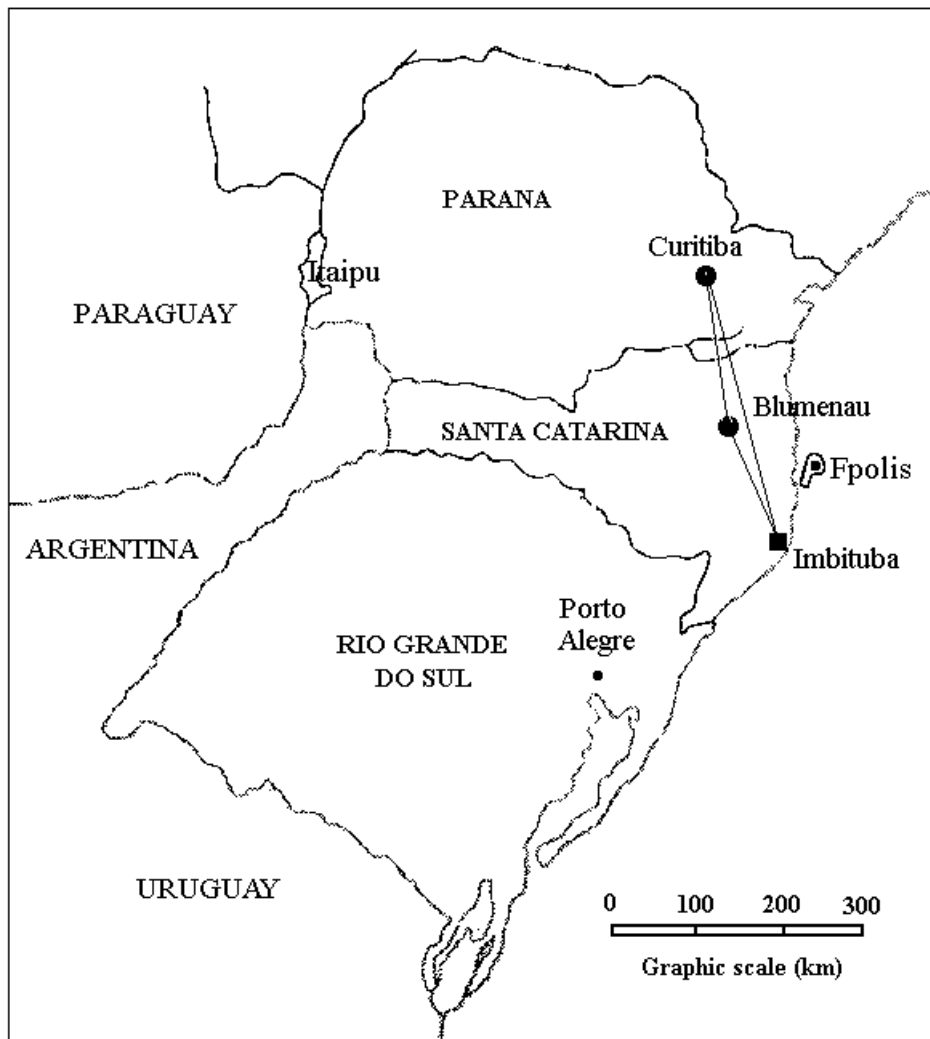 PARANA
Curitiba
Itaipu
PARAGUAY
Blumenau
SANTA CATARINA
Fpolis
ARGENTINA
Imbituba
Porto
Alegre
RIO GRANDE
DO SUL
URUGUAY
0 100 200 300
Graphic scale (km)